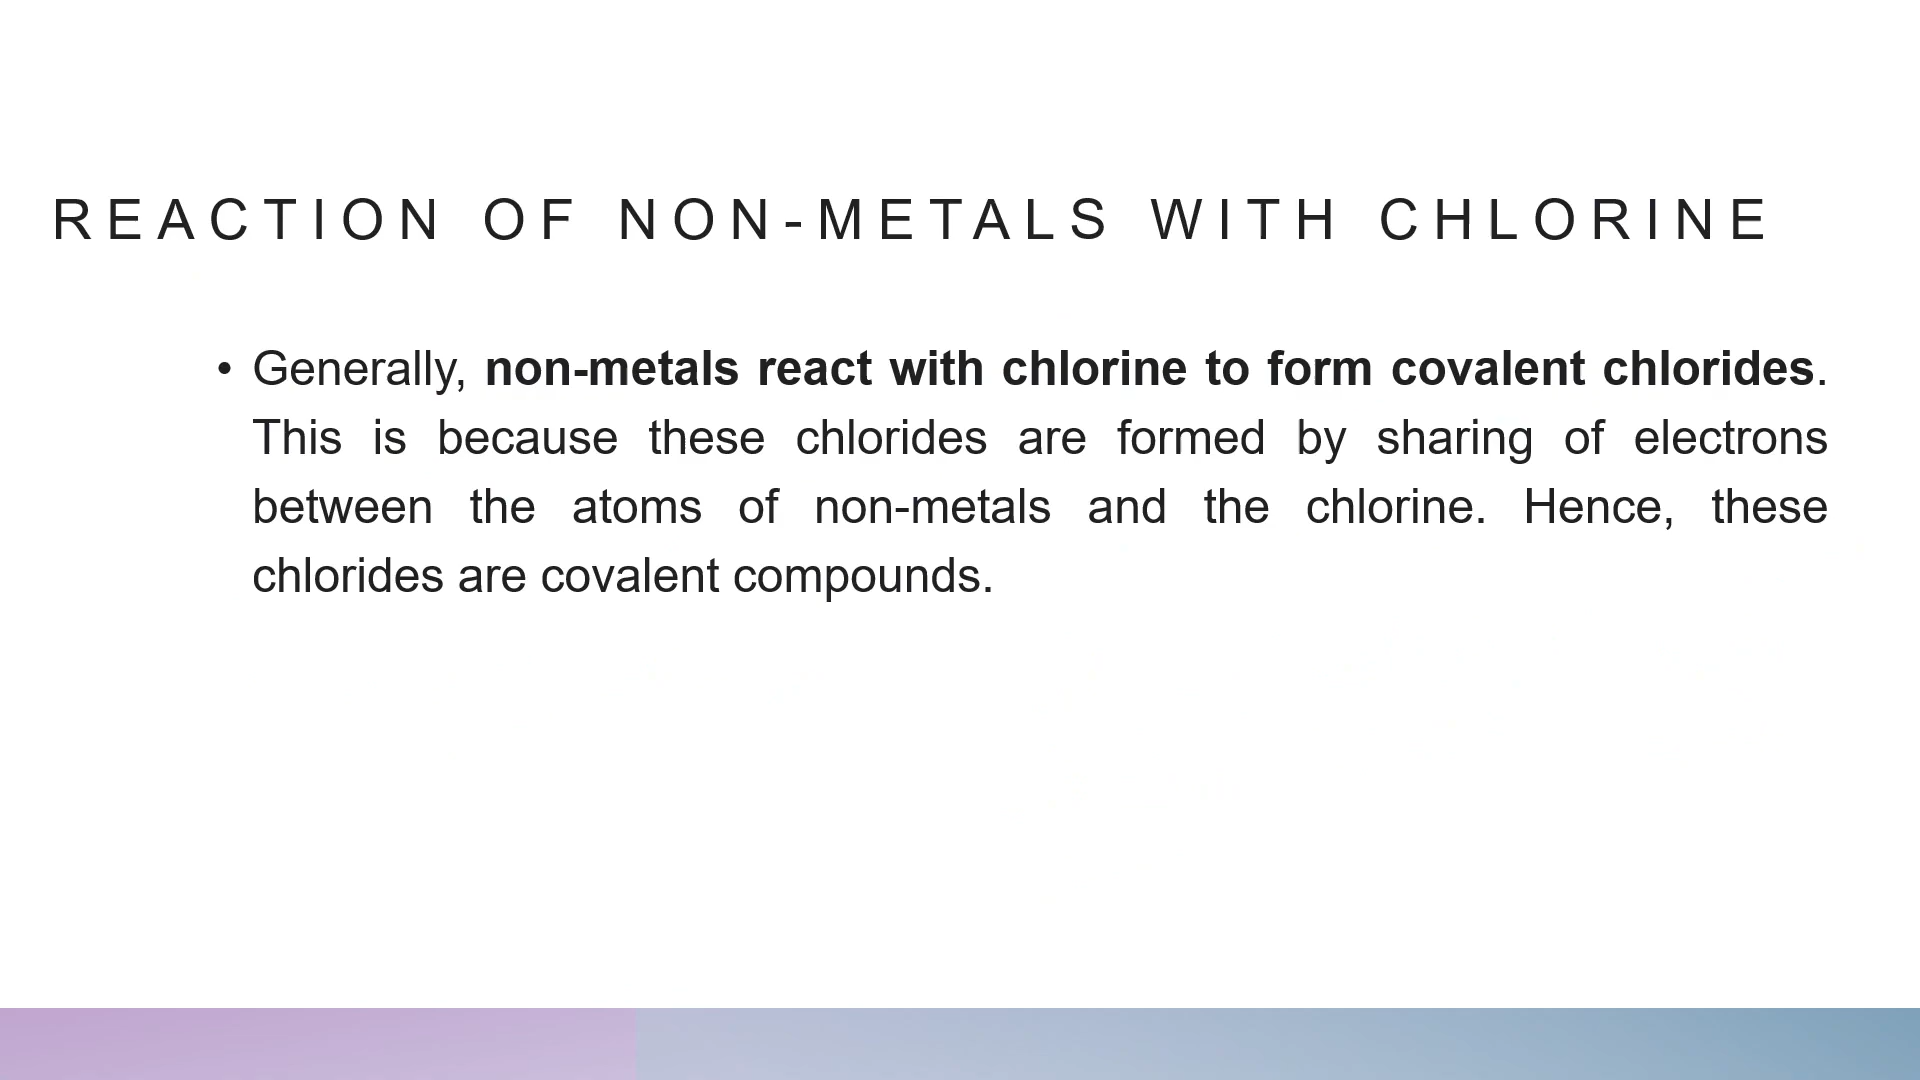 REACTION OF NON-METALS WITH CHLORINE
• Generally, non-metals react with chlorine to form covalent chlorides.
This is because these chlorides are formed by sharing of electrons
between the atoms of non-metals and the chlorine. Hence, these
chlorides are covalent compounds.